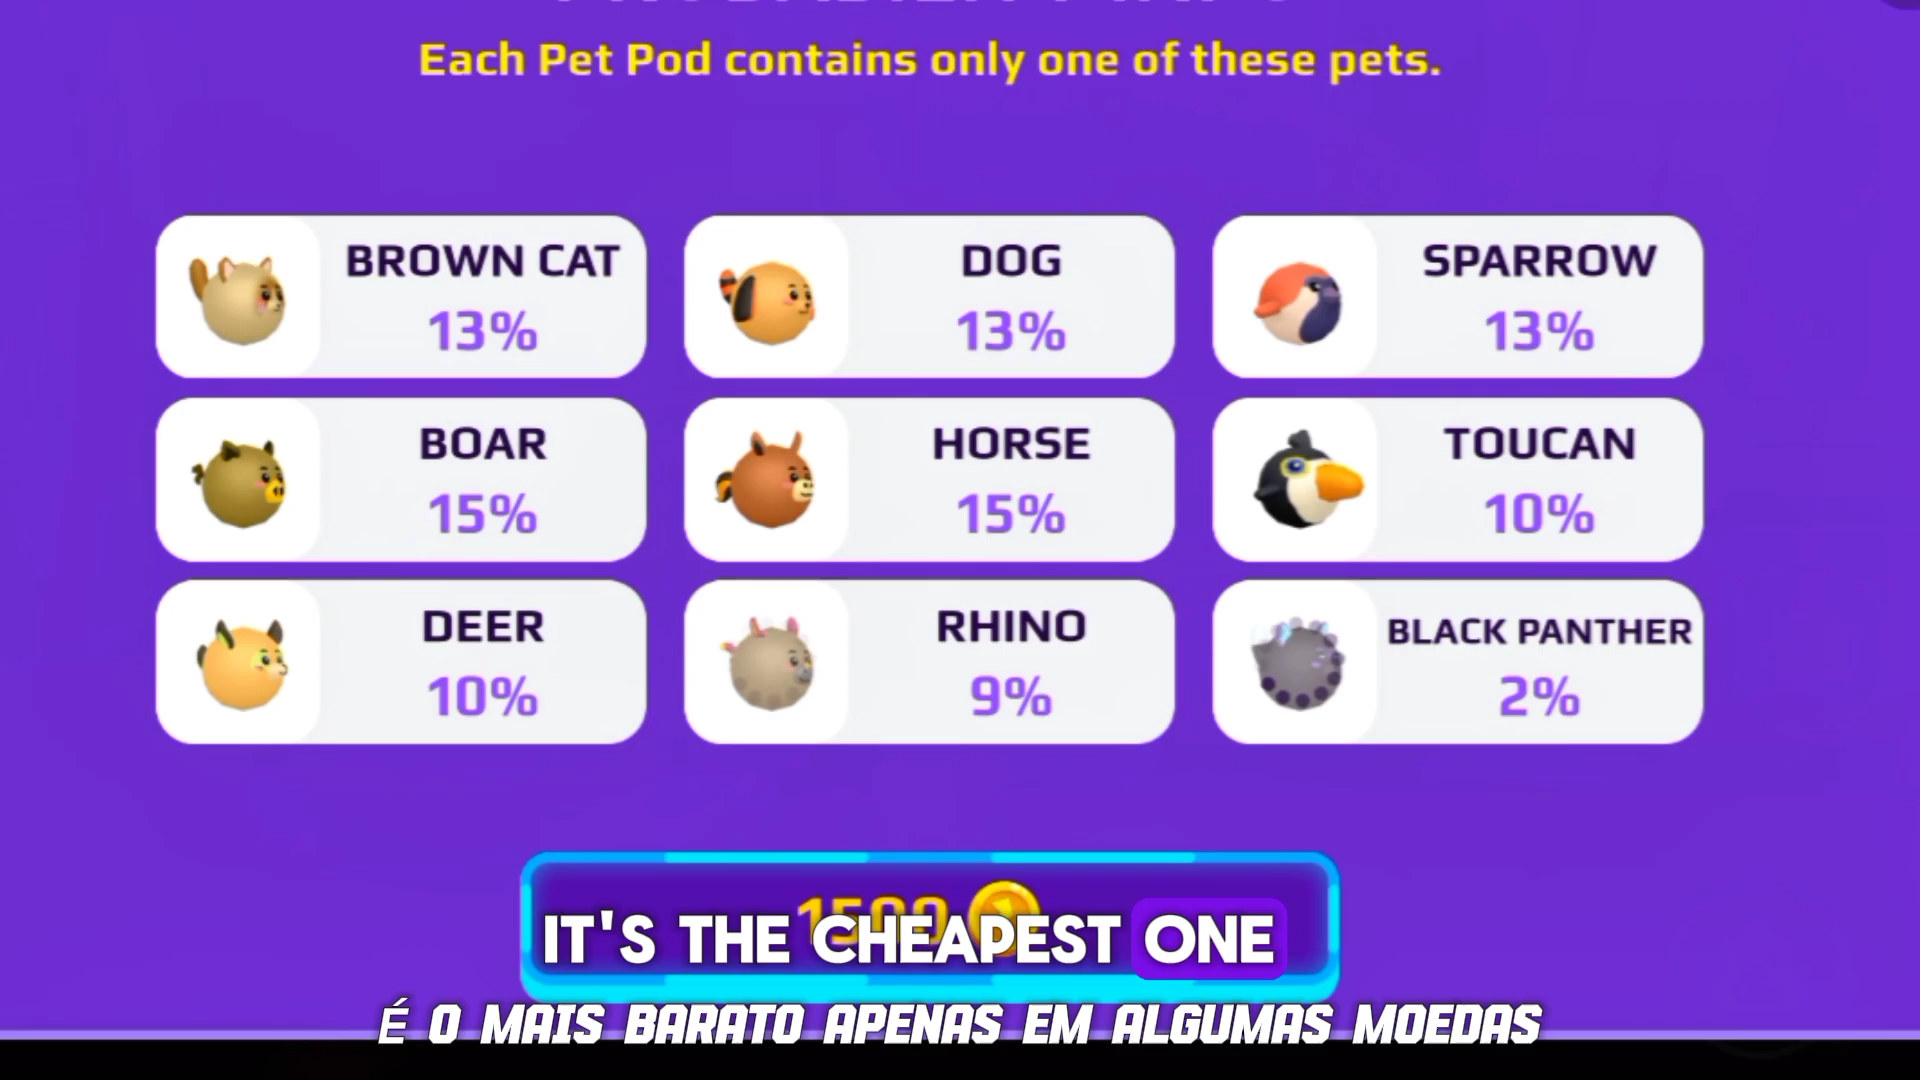 Each Pet Pod contains only one of these pets.
BROWN CAT
13%
DOG
13%
SPARROW
13%
BOAR
15%
HORSE
15%
TOUCAN
10%
DEER
10%
RHINO
9%
BLACK PANTHER
2%
1500
IT'S THE CHEAPEST ONE
É O MAIS BARATO APENAS EM ALGUMAS MOEDAS